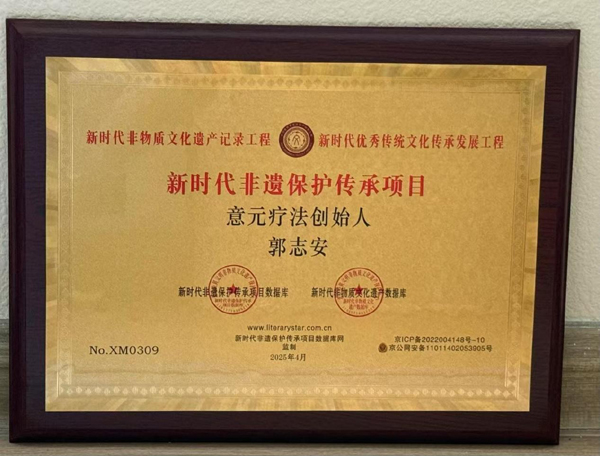 新时代非物质文化遗产记录工程 新时代优秀传统文化传承发展工程
新时代非遗保护传承项目
意元疗法创始人
郭志安
新时代非遗保护传承项目数据库 新时代非物质文化遗产数据库
www.literarystar.com.cn
新时代非遗保护传承项目数据库网
监制
2025年4月
No.XM0309
京ICP备2022004148号-10
京公网安备11011402053905号